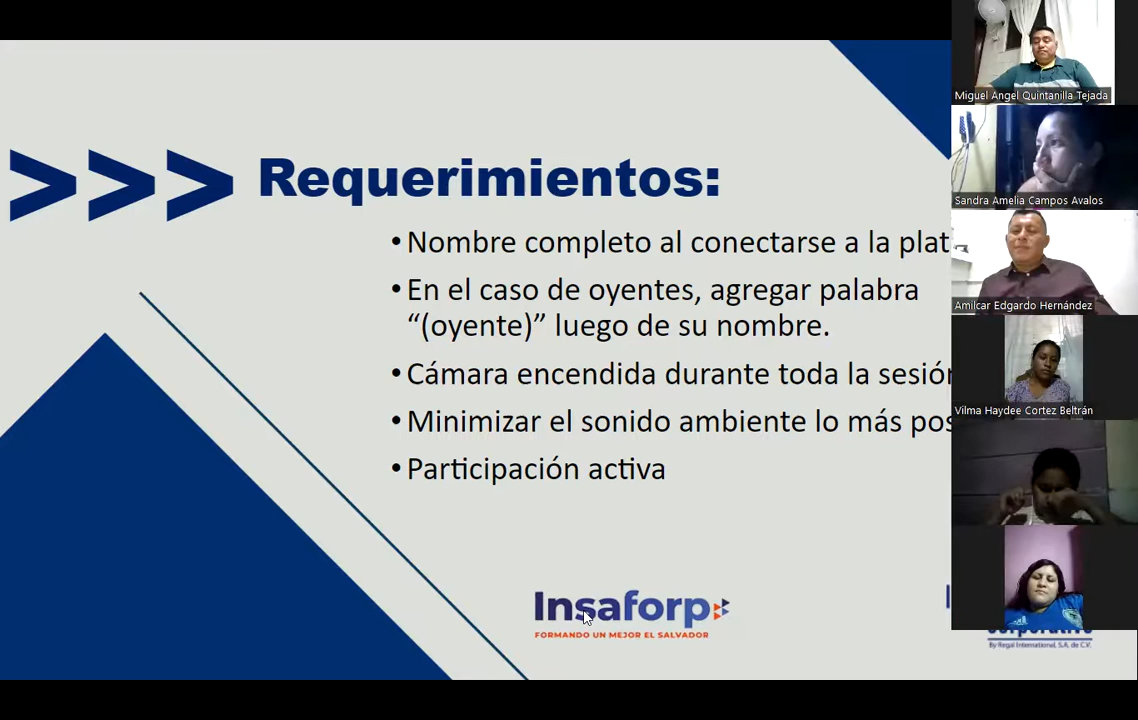 >>> Requerimientos:
• Nombre completo al conectarse a la plat
• En el caso de oyentes, agregar palabra
“(oyente)” luego de su nombre.
• Cámara encendida durante toda la sesión
• Minimizar el sonido ambiente lo más pos
• Participación activa
Insaforp
FORMANDO UN MEJOR EL SALVADOR
By Regal International, S.A. de C.V.
Miguel Angel Quintanilla Tejada
Sandra Amelia Campos Avalos
Amilcar Edgardo Hernández
Vilma Haydee Cortez Beltrán